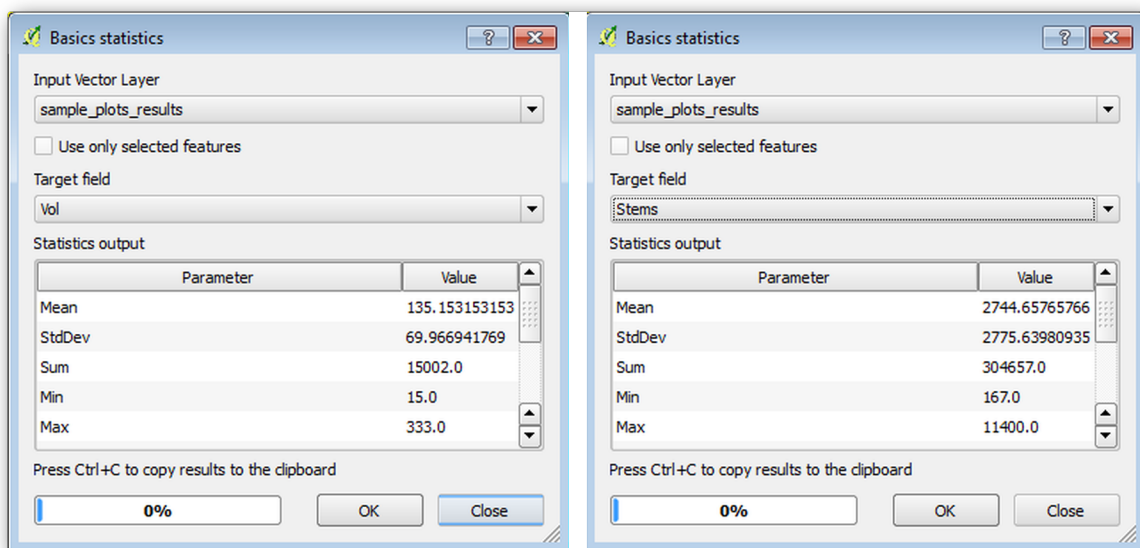 Basics statistics
Input Vector Layer
sample_plots_results
Use only selected features
Target field
Vol
Statistics output
Parameter Value
Mean 135.153153153
StdDev 69.966941769
Sum 15002.0
Min 15.0
Max 333.0
Press Ctrl+C to copy results to the clipboard
0% OK Close
Basics statistics
Input Vector Layer
sample_plots_results
Use only selected features
Target field
Stems
Statistics output
Parameter Value
Mean 2744.65765766
StdDev 2775.63980935
Sum 304657.0
Min 167.0
Max 11400.0
Press Ctrl+C to copy results to the clipboard
0% OK Close